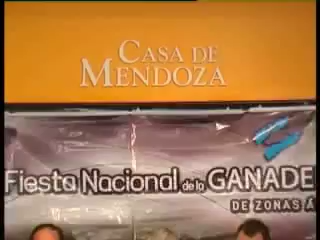 CASA DE
MENDOZA
Fiesta Nacional de la GANADE
DE ZONAS Á